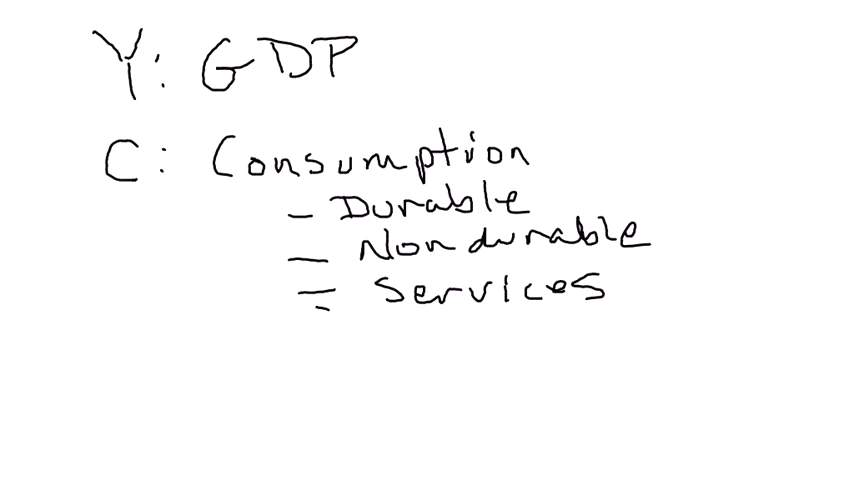 Y: GDP
C: Consumption
- Durable
- Nondurable
- Services
-